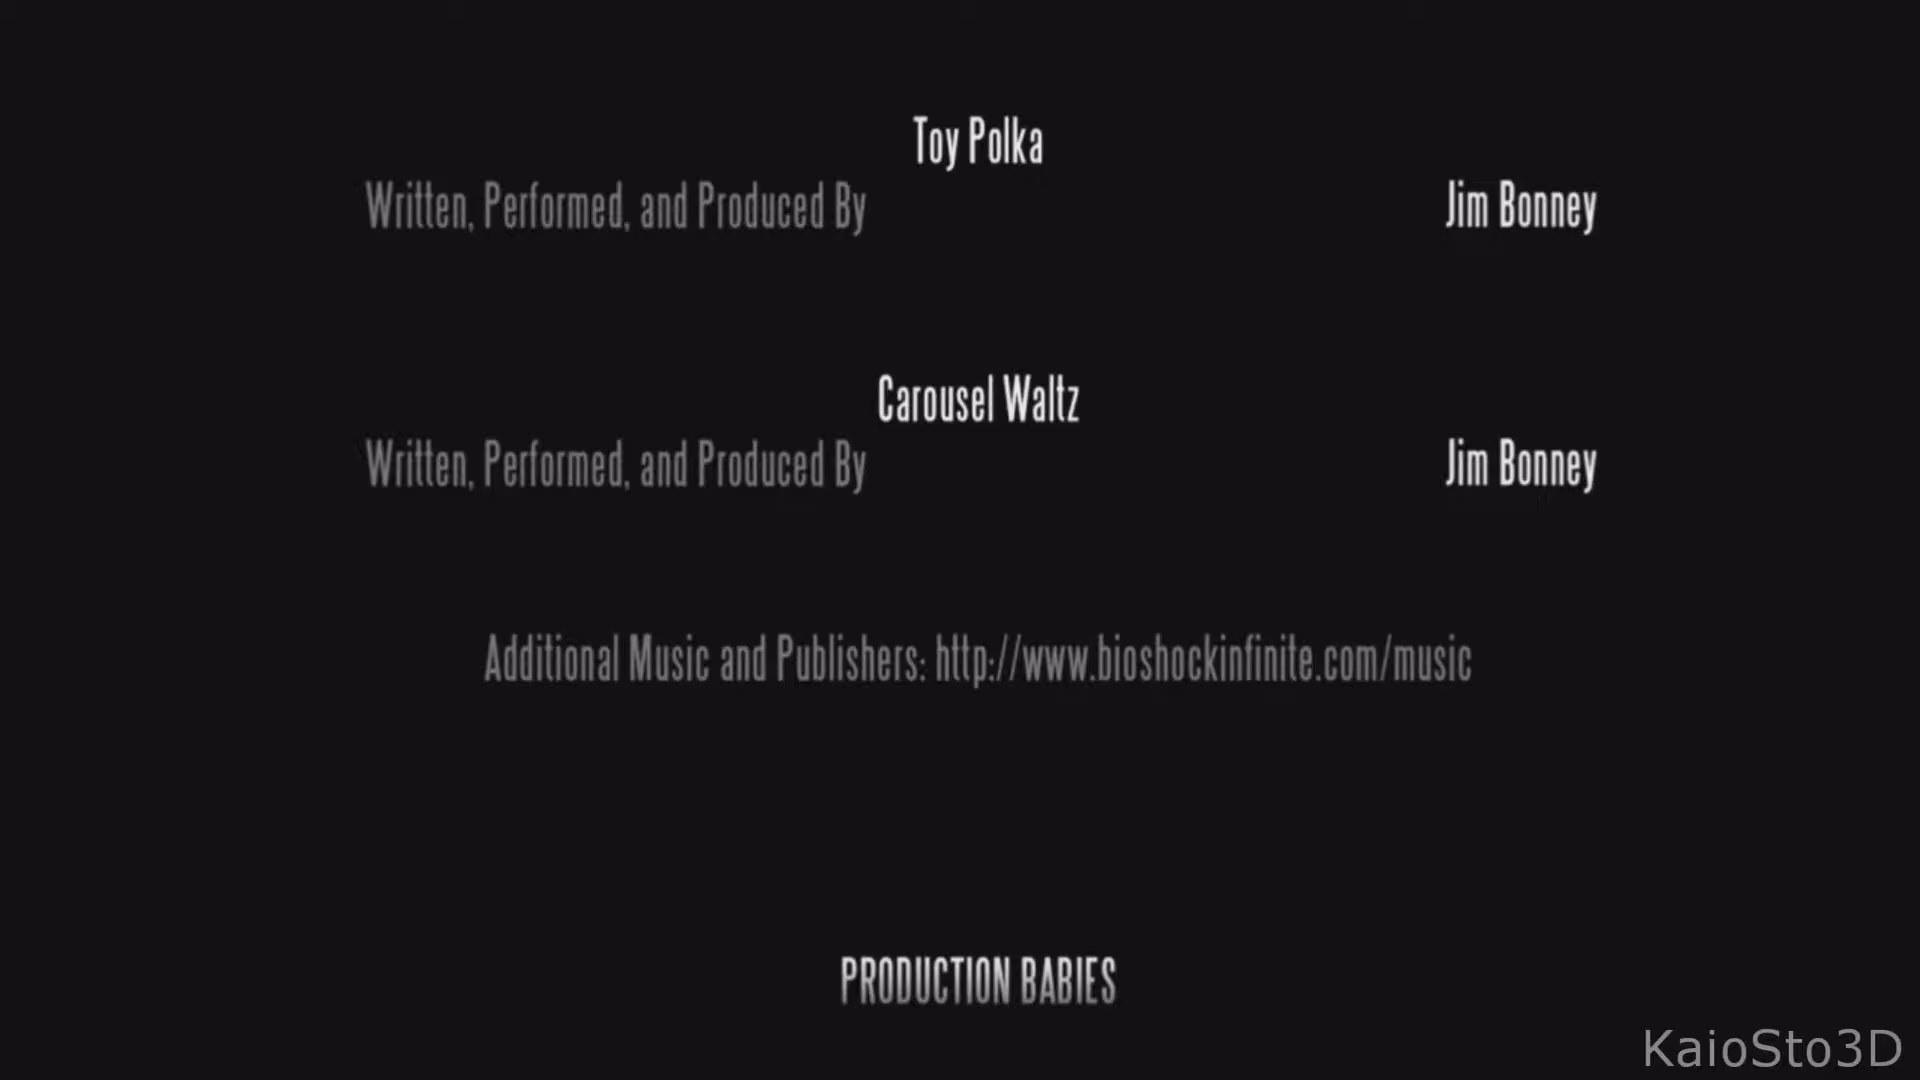 Toy Polka
Written, Performed, and Produced By Jim Bonney
Carousel Waltz
Written, Performed, and Produced By Jim Bonney
Additional Music and Publishers: http://www.bioshockinfinite.com/music
PRODUCTION BABIES
KaioSto3D